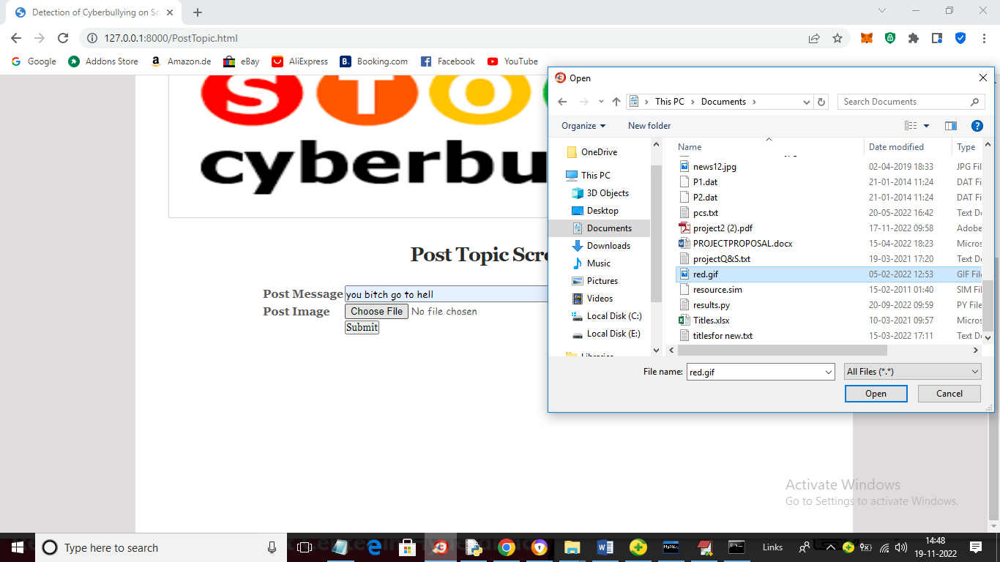 Detection of Cyberbullying on So
127.0.0.1:8000/PostTopic.html
Google Addons Store Amazon.de eBay AliExpress Booking.com Facebook YouTube
STO
cyberbu
Post Topic Scre
Post Message you bitch go to hell
Post Image Choose File No file chosen
Submit
Open
This PC Documents Search Documents
Organize New folder
OneDrive
This PC
3D Objects
Desktop
Documents
Downloads
Music
Pictures
Videos
Local Disk (C:)
Local Disk (E:)
Libraries
Name Date modified Type
news12.jpg 02-04-2019 18:33 JPG Fil
P1.dat 21-01-2014 11:24 DAT Fi
P2.dat 21-01-2014 11:24 DAT Fi
pcs.txt 20-05-2022 16:42 Text D
project2 (2).pdf 17-11-2022 09:58 Adobe
PROJECTPROPOSAL.docx 15-04-2022 18:23 Micros
projectQ&S.txt 19-03-2021 17:20 Text D
red.gif 05-02-2022 12:53 GIF File
resource.sim 15-02-2011 01:40 SIM Fil
results.py 20-09-2022 09:59 PY File
Titles.xlsx 10-03-2021 09:57 Micros
titlesfor new.txt 15-03-2022 17:11 Text D
File name: red.gif All Files (*.*)
Open Cancel
Activate Windows
Go to Settings to activate Windows.
Type here to search
Links
14:48
19-11-2022